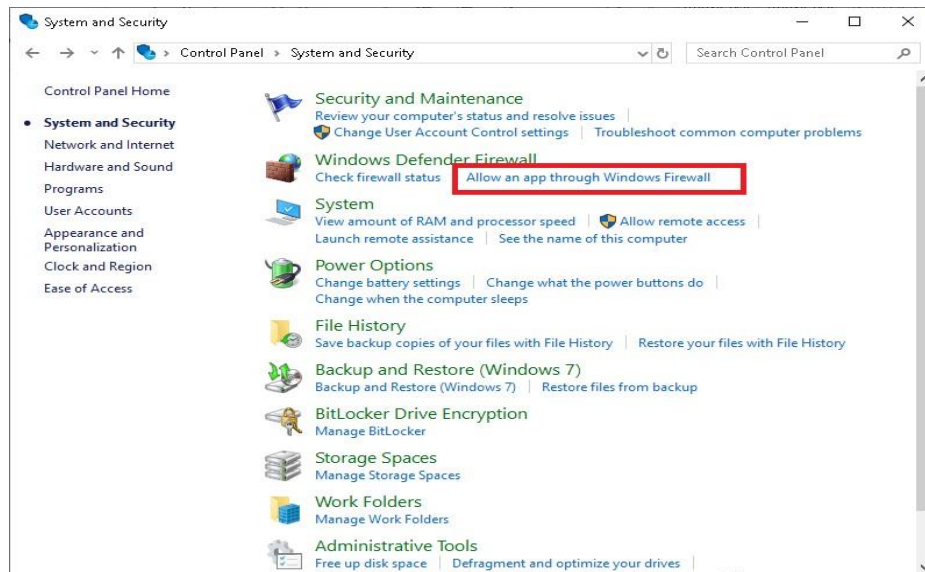 System and Security
Control Panel > System and Security
Search Control Panel
Control Panel Home
System and Security
Network and Internet
Hardware and Sound
Programs
User Accounts
Appearance and
Personalization
Clock and Region
Ease of Access
Security and Maintenance
Review your computer's status and resolve issues
Change User Account Control settings
Troubleshoot common computer problems
Windows Defender Firewall
Check firewall status
Allow an app through Windows Firewall
System
View amount of RAM and processor speed
Allow remote access
Launch remote assistance
See the name of this computer
Power Options
Change battery settings
Change what the power buttons do
Change when the computer sleeps
File History
Save backup copies of your files with File History
Restore your files with File History
Backup and Restore (Windows 7)
Backup and Restore (Windows 7)
Restore files from backup
BitLocker Drive Encryption
Manage BitLocker
Storage Spaces
Manage Storage Spaces
Work Folders
Manage Work Folders
Administrative Tools
Free up disk space
Defragment and optimize your drives